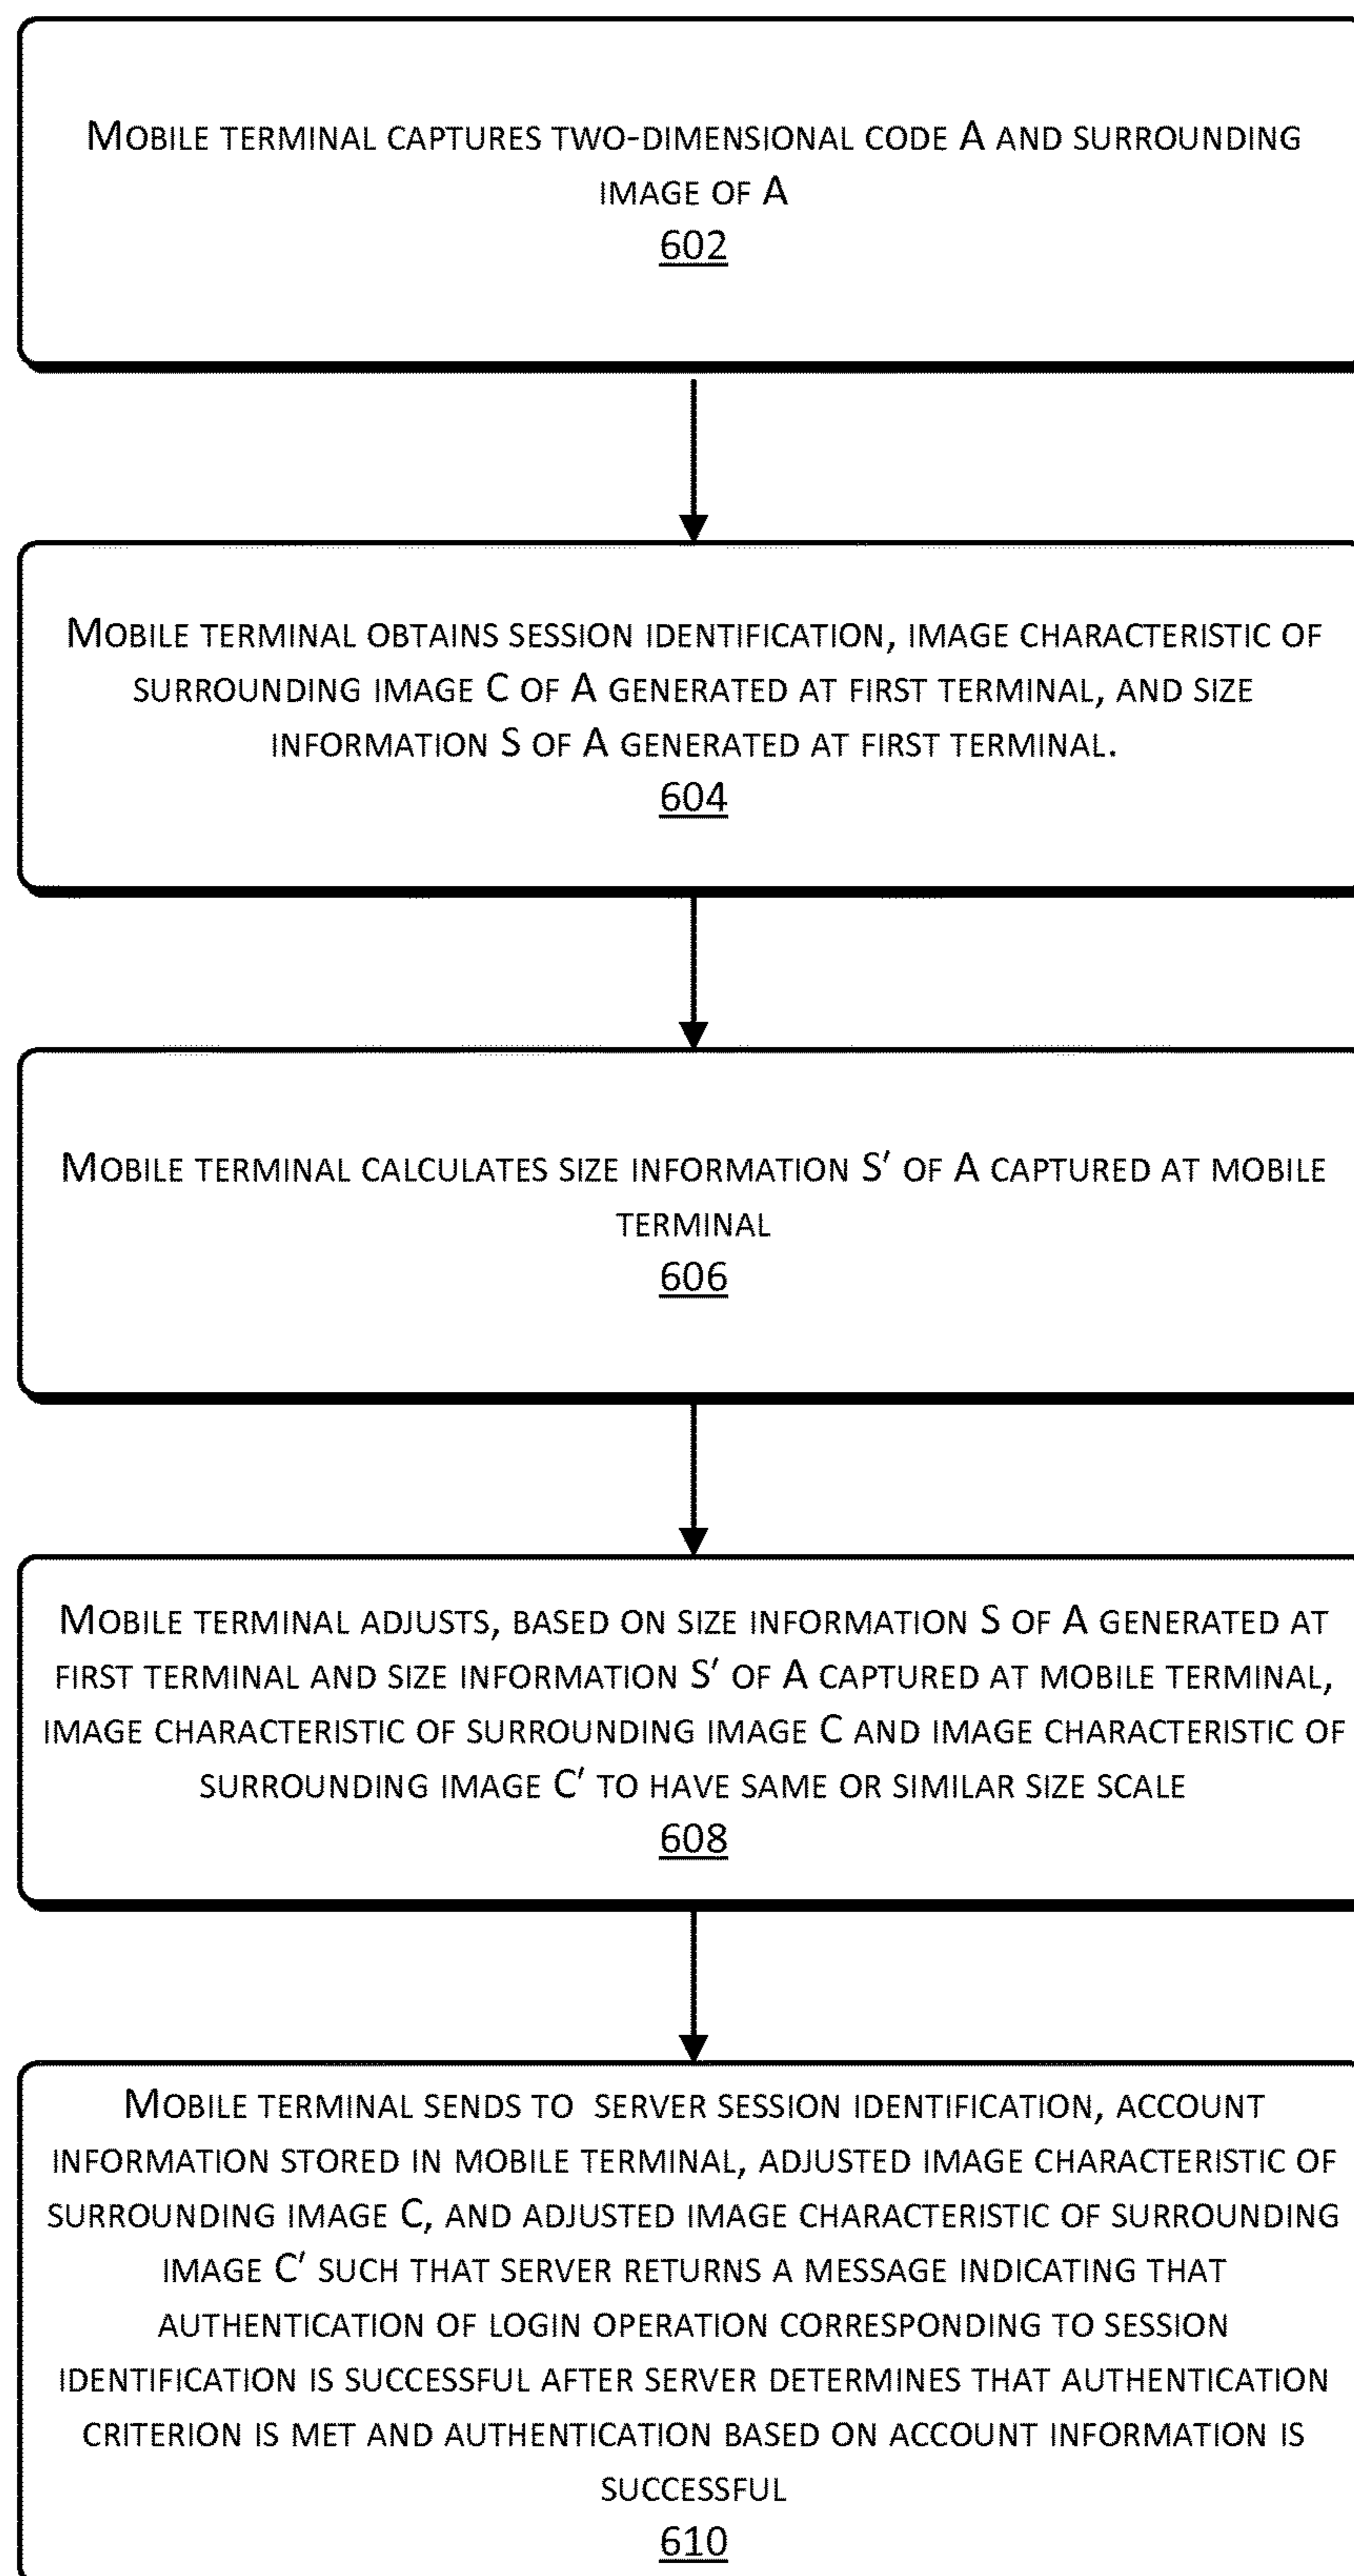 Mobile terminal captures two-dimensional code A and surrounding
image of A
602
Mobile terminal obtains session identification, image characteristic of
surrounding image C of A generated at first terminal, and size
information S of A generated at first terminal.
604
Mobile terminal calculates size information S' of A captured at mobile
terminal
606
Mobile terminal adjusts, based on size information S of A generated at
first terminal and size information S' of A captured at mobile terminal,
image characteristic of surrounding image C and image characteristic of
surrounding image C' to have same or similar size scale
608
Mobile terminal sends to server session identification, account
information stored in mobile terminal, adjusted image characteristic of
surrounding image C, and adjusted image characteristic of surrounding
image C' such that server returns a message indicating that
authentication of login operation corresponding to session
identification is successful after server determines that authentication
criterion is met and authentication based on account information is
successful
610